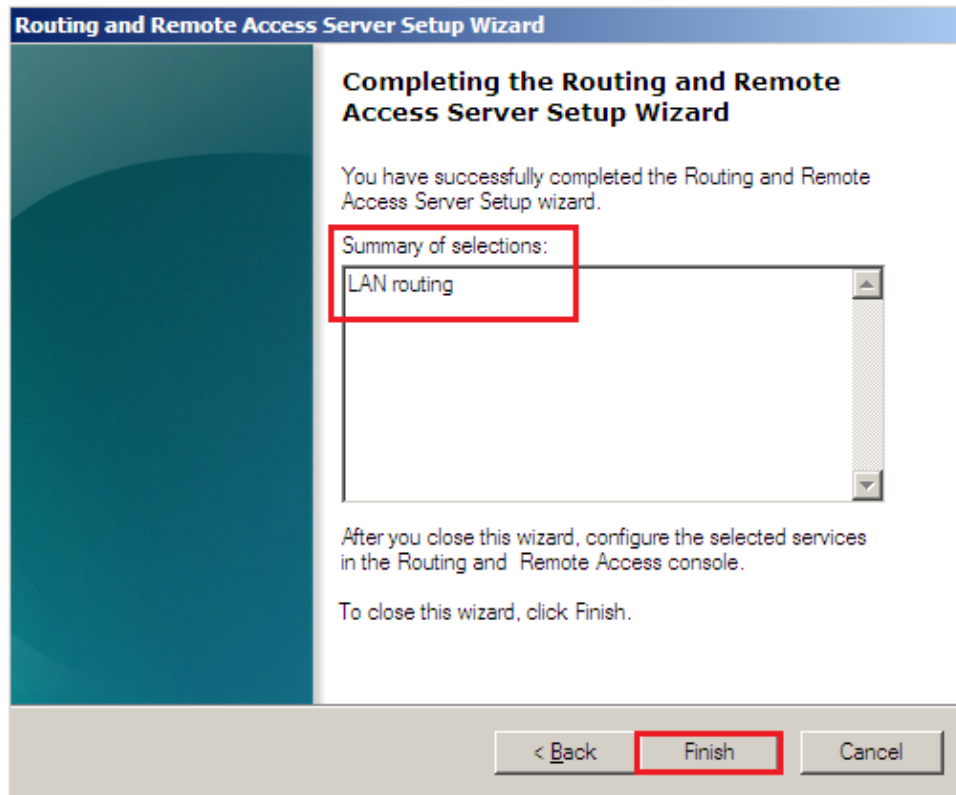 Routing and Remote Access Server Setup Wizard
Completing the Routing and Remote
Access Server Setup Wizard
You have successfully completed the Routing and Remote
Access Server Setup wizard.
Summary of selections:
LAN routing
After you close this wizard, configure the selected services
in the Routing and  Remote Access console.
To close this wizard, click Finish.
< Back
Finish
Cancel